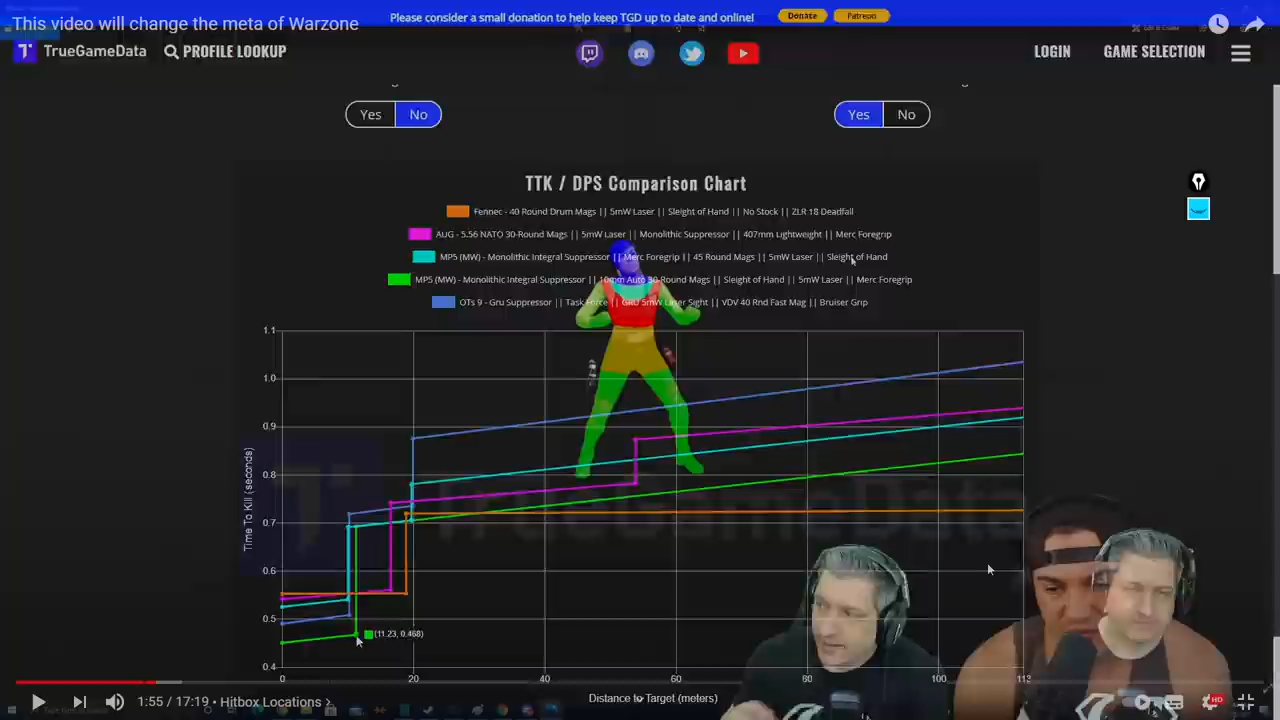 This video will change the meta of Warzone
Please consider a small donation to help keep TGD up to date and online!
Donate
Patreon
TrueGameData
PROFILE LOOKUP
LOGIN
GAME SELECTION
Yes
No
Yes
No
TTK / DPS Comparison Chart
Fennec - 40 Round Drum Mags || 5mW Laser || Sleight of Hand || No Stock || ZLR 18 Deadfall
AUG - 5.56 NATO 30-Round Mags || 5mW Laser || Monolithic Suppressor || 407mm Lightweight || Merc Foregrip
MP5 (MW) - Monolithic Integral Suppressor || Merc Foregrip || 45 Round Mags || 5mW Laser || Sleight of Hand
MP5 (MW) - Monolithic Integral Suppressor || 10mm Auto 30-Round Mags || Sleight of Hand || 5mW Laser || Merc Foregrip
OTs 9 - Gru Suppressor || Task Force || GRU 5mW Laser Sight || VDV 40 Rnd Fast Mag || Bruiser Grip
1.1
1.0
0.9
0.8
0.7
0.6
0.5
0.4
Time To Kill (seconds)
TrueGameData
(11.23, 0.468)
0
20
40
60
80
100
112
Distance to Target (meters)
1:55 / 17:19 • Hitbox Locations >
HD